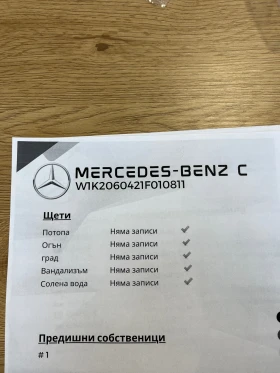 MERCEDES-BENZ C
W1K2060421F010811
Щети
Потопа Няма записи ✓
Огън Няма записи ✓
град Няма записи ✓
Вандализъм Няма записи ✓
Солена вода Няма записи ✓
Предишни собственици
# 1